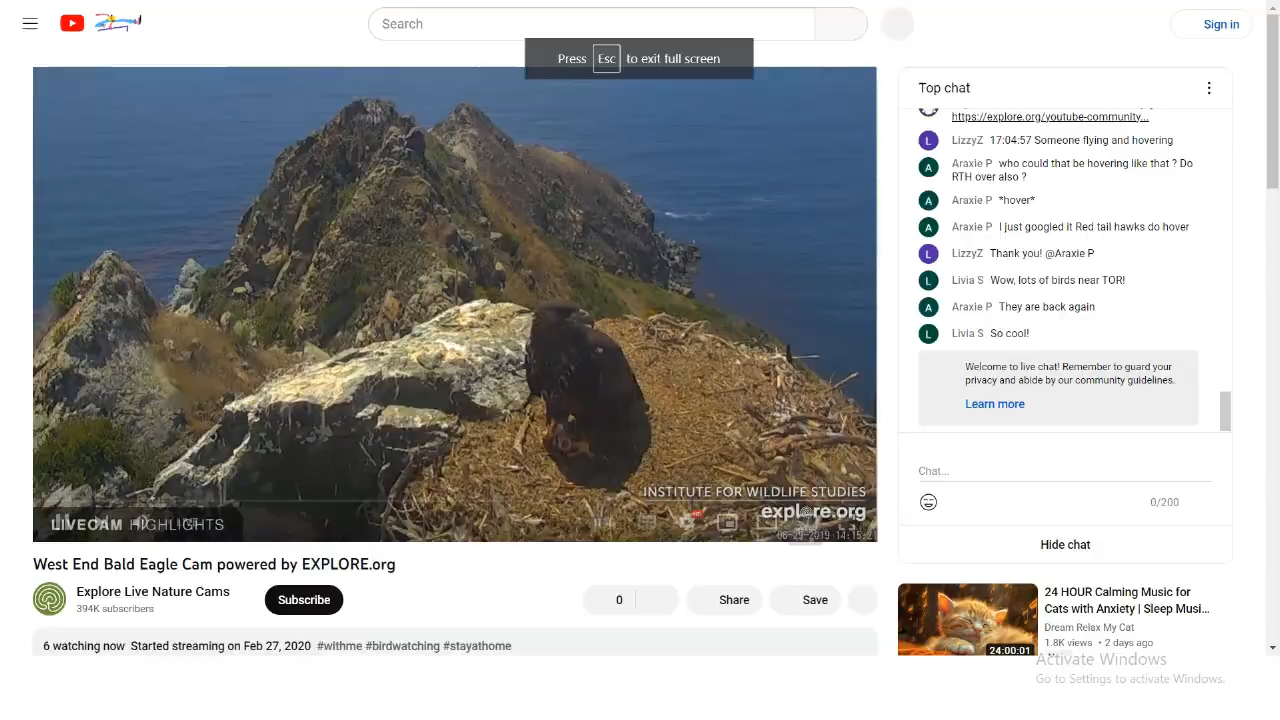 Search
Sign in
Press Esc to exit full screen
Top chat
https://explore.org/youtube-community...
LizzyZ 17:04:57 Someone flying and hovering
Araxie P who could that be hovering like that ? Do
RTH over also ?
Araxie P *hover*
Araxie P I just googled it Red tail hawks do hover
LizzyZ Thank you! @Araxie P
Livia S Wow, lots of birds near TOR!
Araxie P They are back again
Livia S So cool!
Welcome to live chat! Remember to guard your
privacy and abide by our community guidelines.
Learn more
Chat...
0/200
Hide chat
INSTITUTE FOR WILDLIFE STUDIES
explore.org
LIVECAM HIGHLIGHTS
West End Bald Eagle Cam powered by EXPLORE.org
Explore Live Nature Cams
394K subscribers
Subscribe
0
Share
Save
6 watching now Started streaming on Feb 27, 2020 #withme #birdwatching #stayathome
24 HOUR Calming Music for
Cats with Anxiety | Sleep Musi...
Dream Relax My Cat
1.8K views • 2 days ago
24:00:01
Activate Windows
Go to Settings to activate Windows.